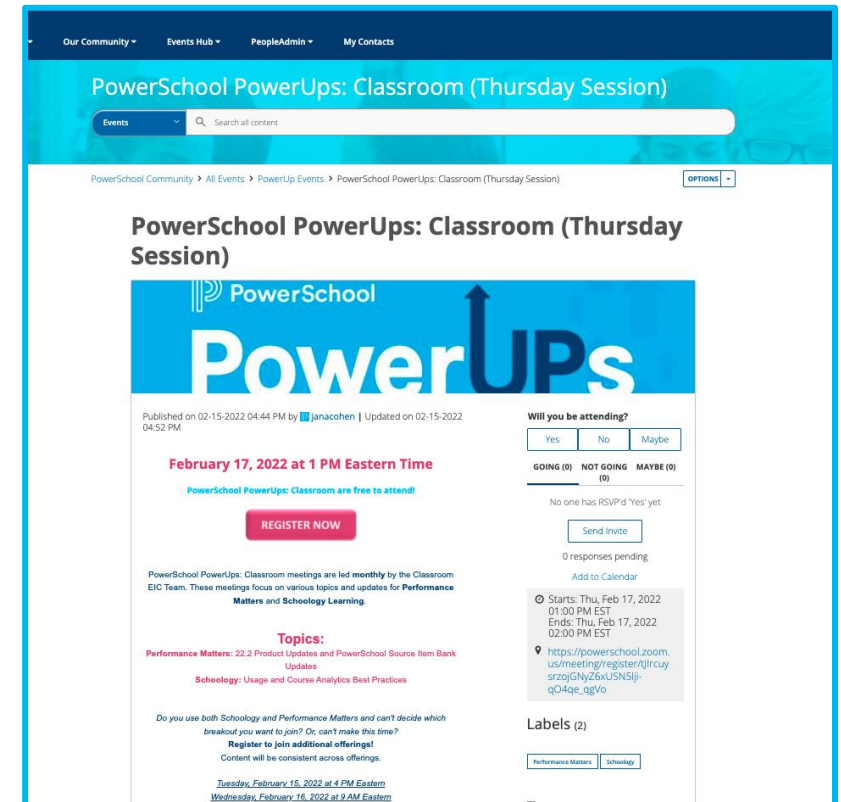 Our Community
Events Hub
PeopleAdmin
My Contacts
PowerSchool PowerUps: Classroom (Thursday Session)
Events
Search all content
PowerSchool Community > All Events > PowerUp Events > PowerSchool PowerUps: Classroom (Thursday Session)
OPTIONS
PowerSchool PowerUps: Classroom (Thursday
Session)
PowerSchool
PowerUPs
Published on 02-15-2022 04:44 PM by janacohen | Updated on 02-15-2022
04:52 PM
February 17, 2022 at 1 PM Eastern Time
PowerSchool PowerUps: Classroom are free to attend!
REGISTER NOW
PowerSchool PowerUps: Classroom meetings are led monthly by the Classroom
EIC Team. These meetings focus on various topics and updates for Performance
Matters and Schoology Learning.
Topics:
Performance Matters: 22.2 Product Updates and PowerSchool Source Item Bank
Updates
Schoology: Usage and Course Analytics Best Practices
Do you use both Schoology and Performance Matters and can't decide which
breakout you want to join? Or, can't make this time?
Register to join additional offerings!
Content will be consistent across offerings.
Tuesday, February 15, 2022 at 4 PM Eastern
Wednesday, February 16, 2022 at 9 AM Eastern
Will you be attending?
Yes
No
Maybe
GOING (0)
NOT GOING
(0)
MAYBE (0)
No one has RSVP'd 'Yes' yet
Send Invite
0 responses pending
Add to Calendar
Starts: Thu, Feb 17, 2022
01:00 PM EST
Ends: Thu, Feb 17, 2022
02:00 PM EST
https://powerschool.zoom.
us/meeting/register/tJIrcuy
srzojGNyZ6xUSN5lji-
qO4qe_qgVo
Labels (2)
Performance Matters
Schoology